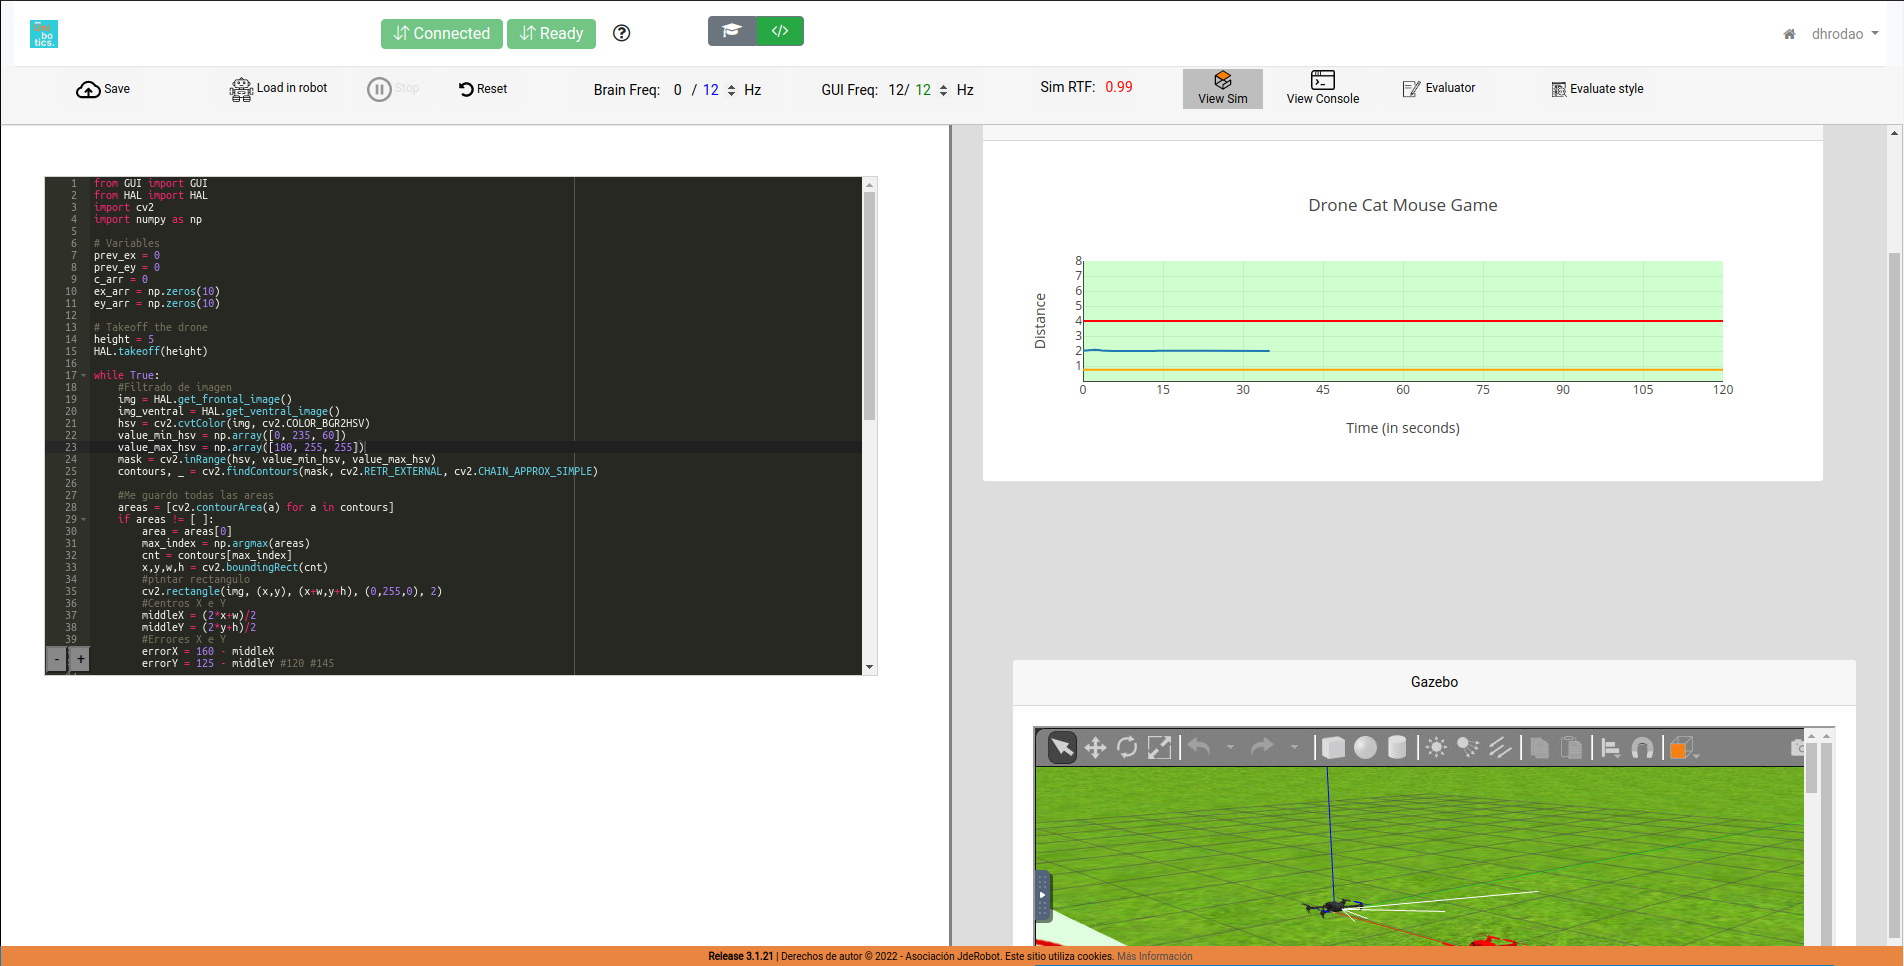 Jde
bo
tics.
Connected
Ready
?
</>
dhrodao
Save
Load in robot
Stop
Reset
Brain Freq: 0 / 12 Hz
GUI Freq: 12/ 12 Hz
Sim RTF: 0.99
View Sim
View Console
Evaluator
Evaluate style
1 from GUI import GUI
2 from HAL import HAL
3 import cv2
4 import numpy as np
5
6 # Variables
7 prev_ex = 0
8 prev_ey = 0
9 c_arr = 0
10 ex_arr = np.zeros(10)
11 ey_arr = np.zeros(10)
12
13 # Takeoff the drone
14 height = 5
15 HAL.takeoff(height)
16
17 while True:
18 #Filtrado de imagen
19 img = HAL.get_frontal_image()
20 img_ventral = HAL.get_ventral_image()
21 hsv = cv2.cvtColor(img, cv2.COLOR_BGR2HSV)
22 value_min_hsv = np.array([0, 235, 60])
23 value_max_hsv = np.array([180, 255, 255])
24 mask = cv2.inRange(hsv, value_min_hsv, value_max_hsv)
25 contours, _ = cv2.findContours(mask, cv2.RETR_EXTERNAL, cv2.CHAIN_APPROX_SIMPLE)
26
27 #Me guardo todas las areas
28 areas = [cv2.contourArea(a) for a in contours]
29 if areas != [ ]:
30 area = areas[0]
31 max_index = np.argmax(areas)
32 cnt = contours[max_index]
33 x,y,w,h = cv2.boundingRect(cnt)
34 #pintar rectangulo
35 cv2.rectangle(img, (x,y), (x+w,y+h), (0,255,0), 2)
36 #Centros X e Y
37 middleX = (2*x+w)/2
38 middleY = (2*y+h)/2
39 #Errores X e Y
errorX = 160 - middleX
errorY = 125 - middleY #120 #145
- +
Drone Cat Mouse Game
8
7
6
5
4
3
2
1
Distance
0 15 30 45 60 75 90 105 120
Time (in seconds)
Gazebo
Release 3.1.21 | Derechos de autor © 2022 - Asociación JdeRobot. Este sitio utiliza cookies. Más Información